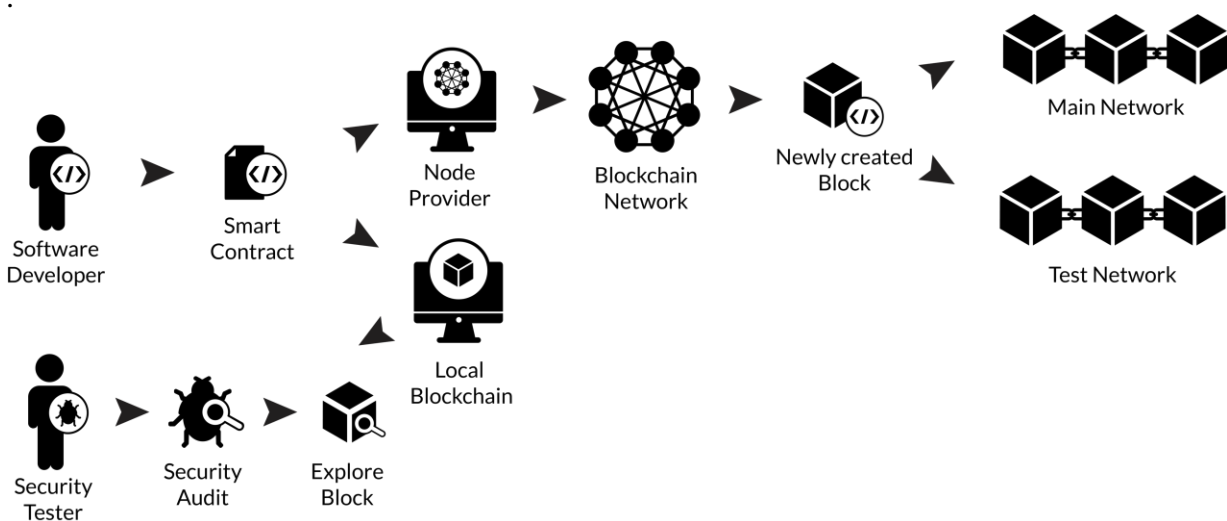 .
Main Network
Node
Provider
Blockchain
Network
Newly created
Block
Software
Developer
Smart
Contract
Test Network
Local
Blockchain
Security
Tester
Security
Audit
Explore
Block